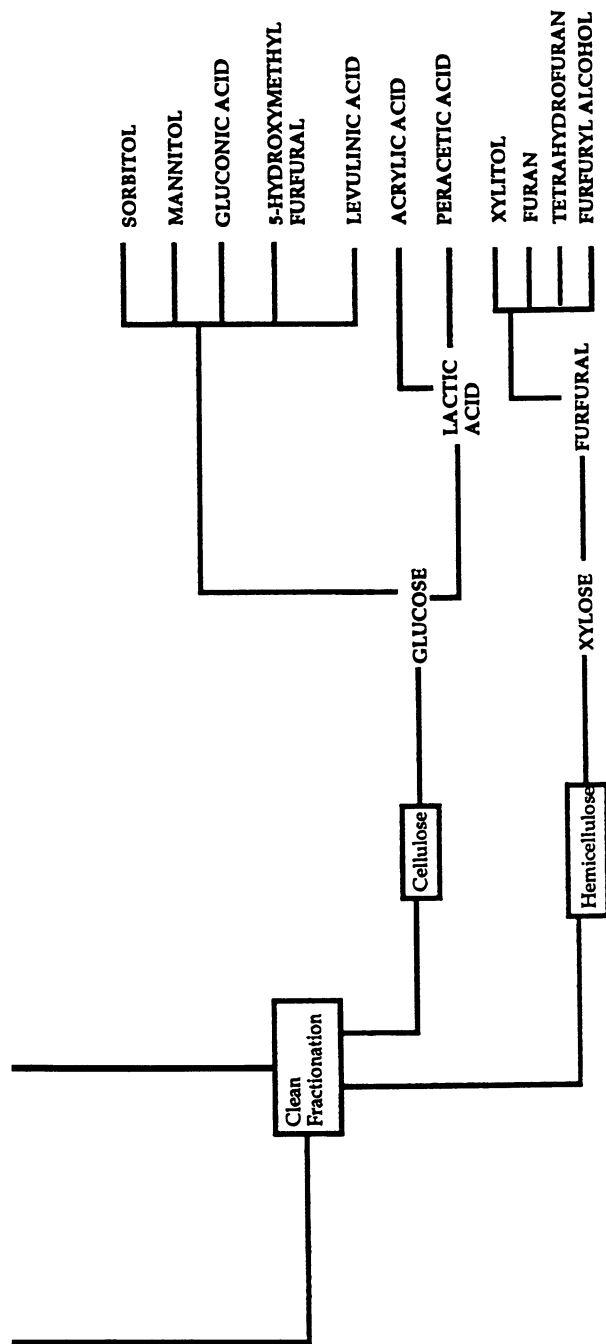 SORBITOL
MANNITOL
GLUCONIC ACID
5-HYDROXYMETHYL
FURFURAL
LEVULINIC ACID
ACRYLIC ACID
PERACETIC ACID
LACTIC
ACID
GLUCOSE
Cellulose
Clean
Fractionation
XYLITOL
FURAN
TETRAHYDROFURAN
FURFURYL ALCOHOL
FURFURAL
XYLOSE
Hemicellulose